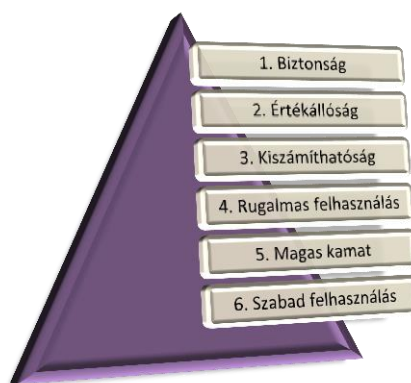 1. Biztonság
2. Értékállóság
3. Kiszámíthatóság
4. Rugalmas felhasználás
5. Magas kamat
6. Szabad felhasználás